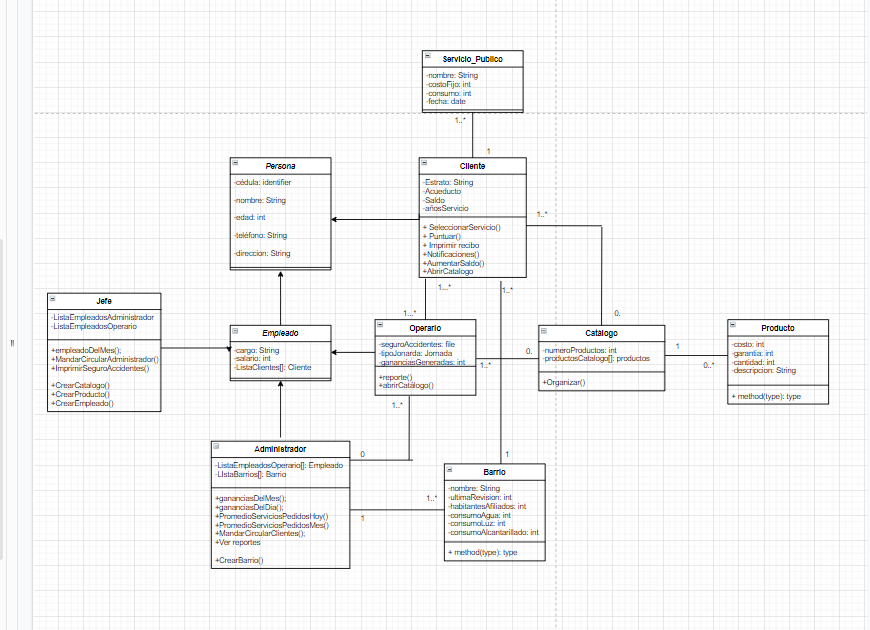 Servicio_Publico
-nombre: String
-costoFijo: int
-consumo: int
-fecha: date
1..*
1
Persona
-cédula: identifier
-nombre: String
-edad: int
-teléfono: String
-direccion: String
Cliente
-Estrato: String
-Acueducto
-Saldo
-añosServicio
+ SeleccionarServicio()
+ Puntuar()
+ Imprimir recibo
+Notificaciones()
+AumentarSaldo()
+AbrirCatalogo
1..*
1...*
1..*
1...*
0.
Jefe
-ListaEmpleadosAdministrador
-ListaEmpleadosOperario
+empleadoDelMes();
+MandarCircularAdministrador()
+ImprimirSeguroAccidentes()
+CrearCatalogo()
+CrearProducto()
+CrearEmpleado()
Empleado
-cargo: String
-salario: int
-ListaClientes[]: Cliente
Operario
-seguroAccidentes: file
-tipoJonarda: Jornada
-gananciasGeneradas: int
+reporte()
+abrirCatálogo()
0.
1..*
1..*
Catálogo
-numeroProductos: int
-productosCatalogo[]: productos
+Organizar()
1
0..*
Producto
-costo: int
-garantia: int
-cantidad: int
-descripcion: String
+ method(type): type
Administrador
-ListaEmpleadosOperario[]: Empleado
-LIstaBarrios[]: Barrio
+gananciasDelMes();
+gananciasDelDia();
+PromedioServiciosPedidosHoy()
+PromedioServiciosPedidosMes()
+MandarCircularClientes();
+Ver reportes
+CrearBarrio()
0
1
1..*
1
Barrio
-nombre: String
-ultimaRevision: int
-habitantesAfiliados: int
-consumoAgua: int
-consumoLuz: int
-consumoAlcantarillado: int
+ method(type): type